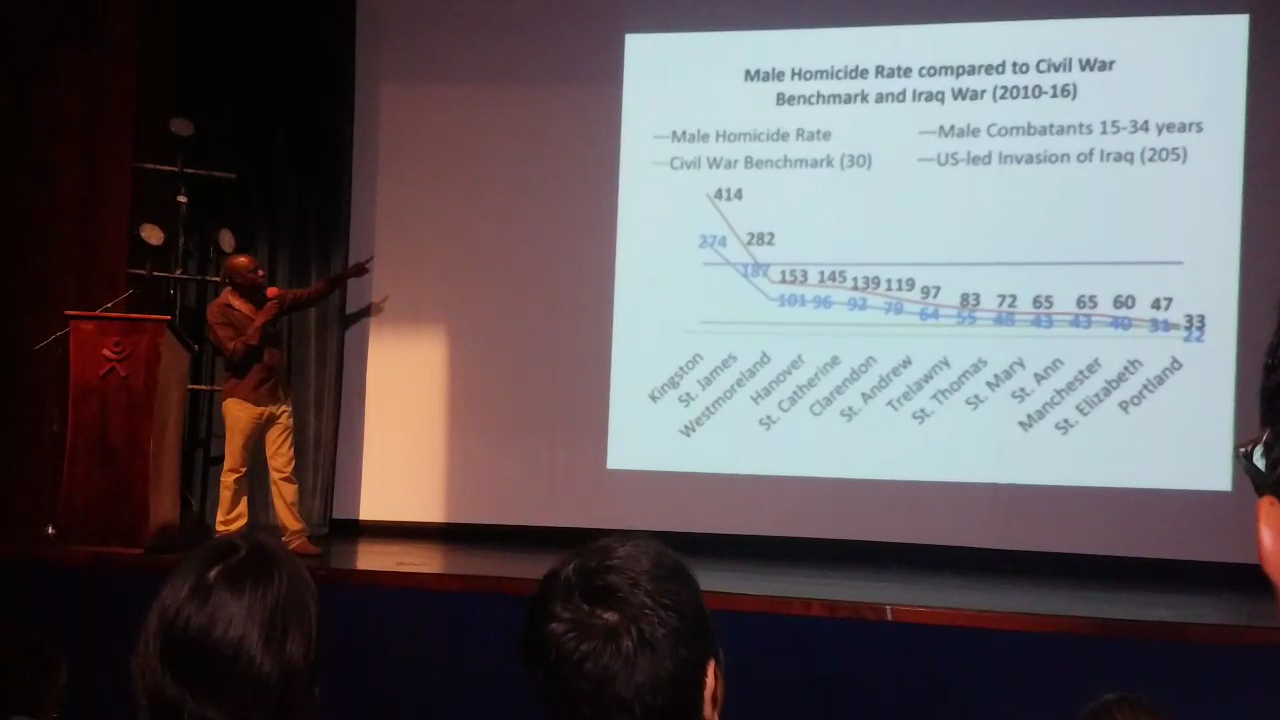 Male Homicide Rate compared to Civil War
Benchmark and Iraq War (2010-16)
Male Homicide Rate
Male Combatants 15-34 years
Civil War Benchmark (30)
US-led Invasion of Iraq (205)
414
282
153 145 139 119 97 83 72 65 65 60 47 33
274
187
101 96 92 79 64 55 48 43 43 40 31 22
Kingston
St. James
Westmoreland
Hanover
St. Catherine
Clarendon
St. Andrew
Trelawny
St. Thomas
St. Mary
St. Ann
Manchester
St. Elizabeth
Portland